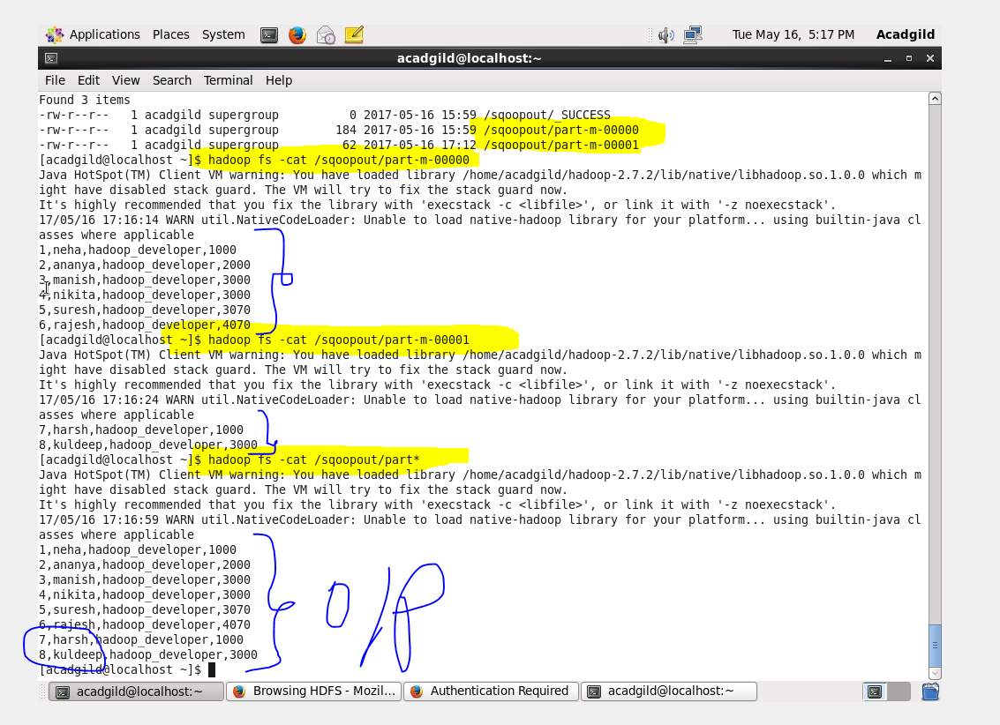 Applications Places System Tue May 16, 5:17 PM Acadgild
acadgild@localhost:~
File Edit View Search Terminal Help
Found 3 items
-rw-r--r--   1 acadgild supergroup          0 2017-05-16 15:59 /sqoopout/_SUCCESS
-rw-r--r--   1 acadgild supergroup        184 2017-05-16 15:59 /sqoopout/part-m-00000
-rw-r--r--   1 acadgild supergroup         62 2017-05-16 17:12 /sqoopout/part-m-00001
[acadgild@localhost ~]$ hadoop fs -cat /sqoopout/part-m-00000
Java HotSpot(TM) Client VM warning: You have loaded library /home/acadgild/hadoop-2.7.2/lib/native/libhadoop.so.1.0.0 which m
ight have disabled stack guard. The VM will try to fix the stack guard now.
It's highly recommended that you fix the library with 'execstack -c <libfile>', or link it with '-z noexecstack'.
17/05/16 17:16:14 WARN util.NativeCodeLoader: Unable to load native-hadoop library for your platform... using builtin-java cl
asses where applicable
1,neha,hadoop_developer,1000
2,ananya,hadoop_developer,2000
3,manish,hadoop_developer,3000
4,nikita,hadoop_developer,3000
5,suresh,hadoop_developer,3070
6,rajesh,hadoop_developer,4070
[acadgild@localhost ~]$ hadoop fs -cat /sqoopout/part-m-00001
Java HotSpot(TM) Client VM warning: You have loaded library /home/acadgild/hadoop-2.7.2/lib/native/libhadoop.so.1.0.0 which m
ight have disabled stack guard. The VM will try to fix the stack guard now.
It's highly recommended that you fix the library with 'execstack -c <libfile>', or link it with '-z noexecstack'.
17/05/16 17:16:24 WARN util.NativeCodeLoader: Unable to load native-hadoop library for your platform... using builtin-java cl
asses where applicable
7,harsh,hadoop_developer,1000
8,kuldeep,hadoop_developer,3000
[acadgild@localhost ~]$ hadoop fs -cat /sqoopout/part*
Java HotSpot(TM) Client VM warning: You have loaded library /home/acadgild/hadoop-2.7.2/lib/native/libhadoop.so.1.0.0 which m
ight have disabled stack guard. The VM will try to fix the stack guard now.
It's highly recommended that you fix the library with 'execstack -c <libfile>', or link it with '-z noexecstack'.
17/05/16 17:16:59 WARN util.NativeCodeLoader: Unable to load native-hadoop library for your platform... using builtin-java cl
asses where applicable
1,neha,hadoop_developer,1000
2,ananya,hadoop_developer,2000
3,manish,hadoop_developer,3000
4,nikita,hadoop_developer,3000
5,suresh,hadoop_developer,3070
6,rajesh,hadoop_developer,4070
7,harsh,hadoop_developer,1000
8,kuldeep,hadoop_developer,3000
[acadgild@localhost ~]$
O/P
acadgild@localhost:~ Browsing HDFS - Mozil... Authentication Required acadgild@localhost:~